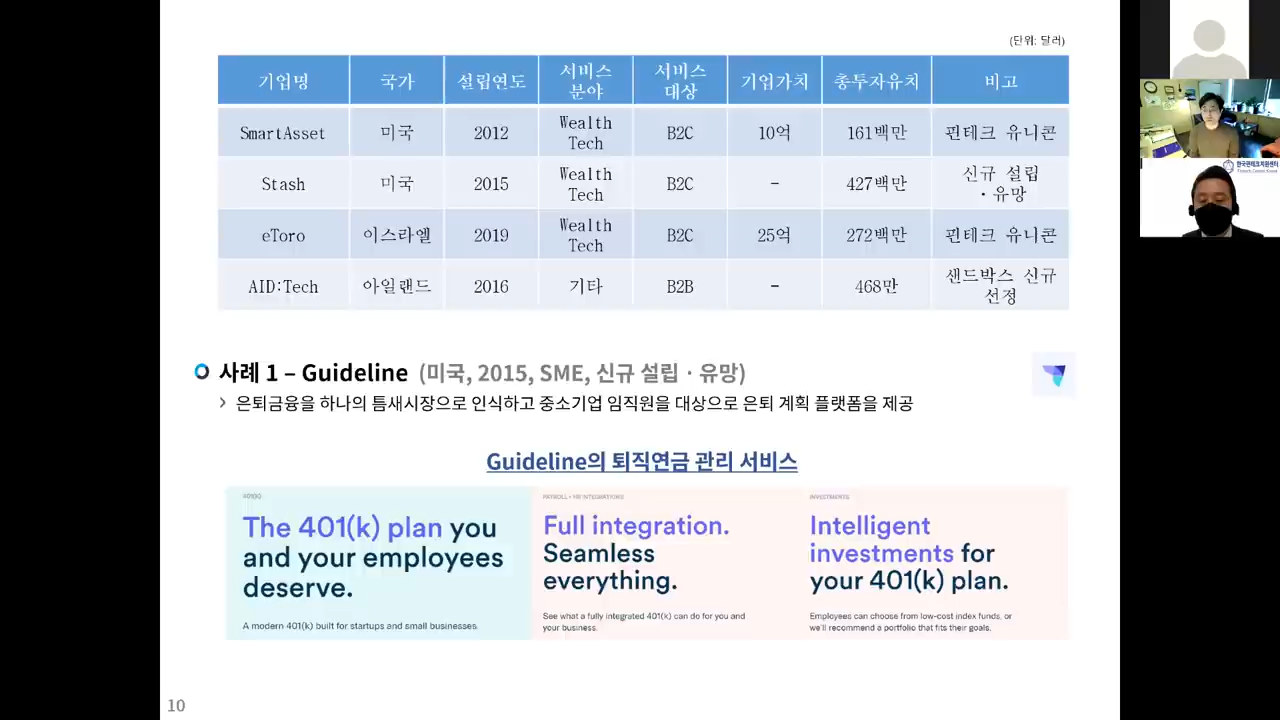 (단위: 달러)
기업명 국가 설립연도 서비스 분야 서비스 대상 기업가치 총투자유치 비고
SmartAsset 미국 2012 Wealth Tech B2C 10억 161백만 핀테크 유니콘
Stash 미국 2015 Wealth Tech B2C - 427백만 신규 설립 · 유망
eToro 이스라엘 2019 Wealth Tech B2C 25억 272백만 핀테크 유니콘
AID:Tech 아일랜드 2016 기타 B2B - 468만 샌드박스 신규 선정
사례 1 – Guideline (미국, 2015, SME, 신규 설립 · 유망)
› 은퇴금융을 하나의 틈새시장으로 인식하고 중소기업 임직원을 대상으로 은퇴 계획 플랫폼을 제공
Guideline의 퇴직연금 관리 서비스
The 401(k) plan you
and your employees
deserve.
A modern 401(k) built for startups and small businesses.
PAYROLL + HR INTEGRATIONS
Full integration.
Seamless
everything.
See what a fully integrated 401(k) can do for you and
your business.
INVESTMENTS
Intelligent
investments for
your 401(k) plan.
Employees can choose from low-cost index funds, or
we'll recommend a portfolio that fits their goals.
10
한국핀테크지원센터